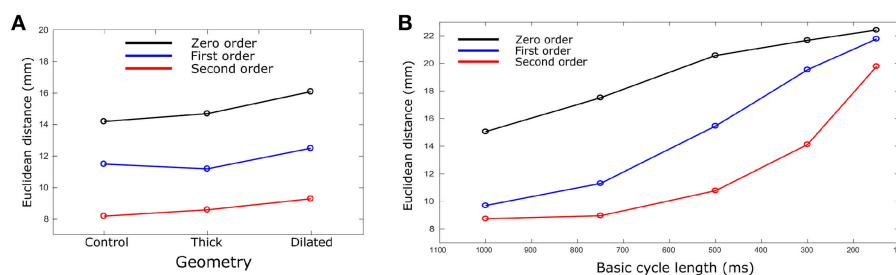 A
20
18
16
14
12
10
8
Euclidean distance (mm)
Zero order
First order
Second order
Control Thick Dilated
Geometry
B
22
20
18
16
14
12
10
8
Euclidean distance (mm)
Zero order
First order
Second order
1100 1000 900 800 700 600 500 400 300 200
Basic cycle length (ms)